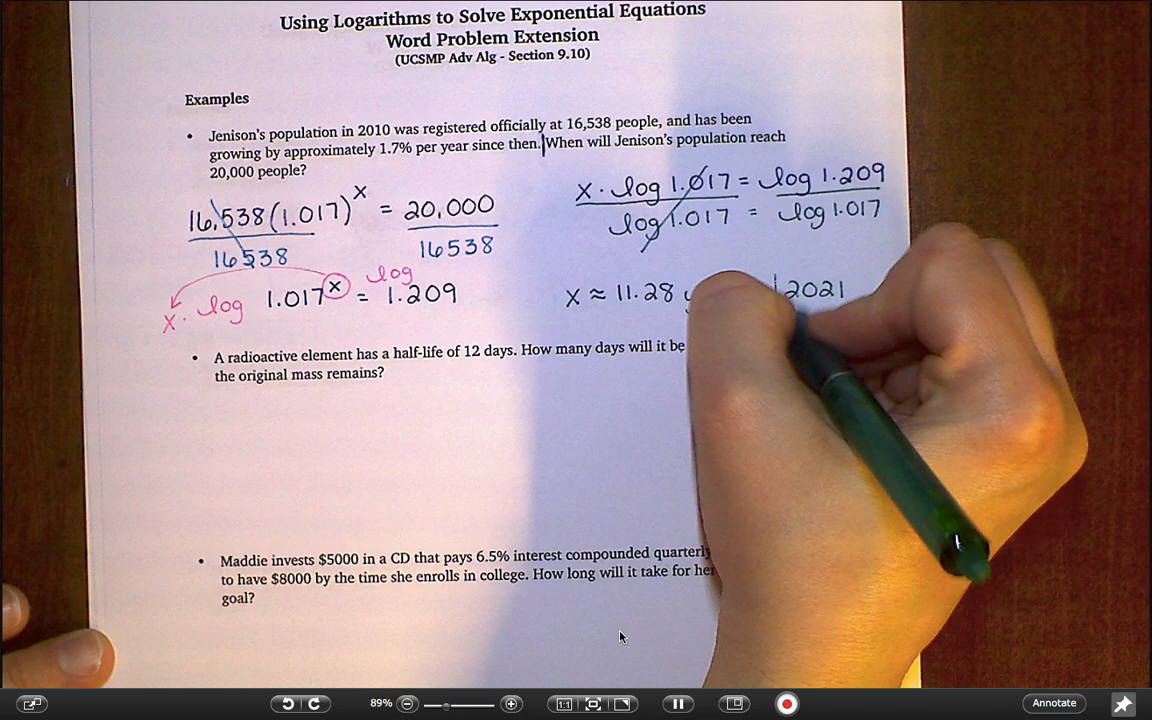 Using Logarithms to Solve Exponential Equations
Word Problem Extension
(UCSMP Adv Alg - Section 9.10)
Examples
• Jenison's population in 2010 was registered officially at 16,538 people, and has been
growing by approximately 1.7% per year since then. When will Jenison's population reach
20,000 people?
16,538(1.017)^x = 20,000
16538 16538
x · log 1.017^x = log 1.209
x · log 1.017 = log 1.209
log 1.017 = log 1.017
x ≈ 11.28 2021
• A radioactive element has a half-life of 12 days. How many days will it be
the original mass remains?
• Maddie invests $5000 in a CD that pays 6.5% interest compounded quarterly
to have $8000 by the time she enrolls in college. How long will it take for her
goal?
89%
1:1
Annotate